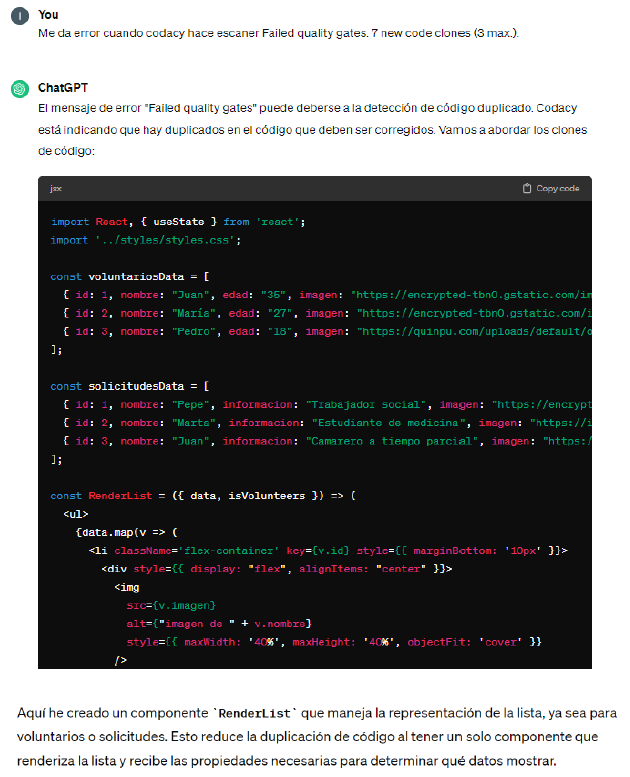 I
You
Me da error cuando codacy hace escaner Failed quality gates. 7 new code clones (3 max.).
ChatGPT
El mensaje de error "Failed quality gates" puede deberse a la detección de código duplicado. Codacy
está indicando que hay duplicados en el código que deben ser corregidos. Vamos a abordar los clones
de código:
jsx
Copy code
import React, { useState } from 'react';
import '../styles/styles.css';
const voluntariosData = [
{ id: 1, nombre: "Juan", edad: "35", imagen: "https://encrypted-tbn0.gstatic.com/im
{ id: 2, nombre: "María", edad: "27", imagen: "https://encrypted-tbn0.gstatic.com/i
{ id: 3, nombre: "Pedro", edad: "18", imagen: "https://quinpu.com/uploads/default/o
];
const solicitudesData = [
{ id: 1, nombre: "Pepe", informacion: "Trabajador social", imagen: "https://encrypt
{ id: 2, nombre: "Marta", informacion: "Estudiante de medicina", imagen: "https://i
{ id: 3, nombre: "Juan", informacion: "Camarero a tiempo parcial", imagen: "https:/
];
const RenderList = ({ data, isVolunteers }) => (
<ul>
{data.map(v => (
<li className='flex-container' key={v.id} style={{ marginBottom: '10px' }}>
<div style={{ display: "flex", alignItems: "center" }}>
<img
src={v.imagen}
alt={"imagen de " + v.nombre}
style={{ maxWidth: '40%', maxHeight: '40%', objectFit: 'cover' }}
/>
Aquí he creado un componente `RenderList` que maneja la representación de la lista, ya sea para
voluntarios o solicitudes. Esto reduce la duplicación de código al tener un solo componente que
renderiza la lista y recibe las propiedades necesarias para determinar qué datos mostrar.